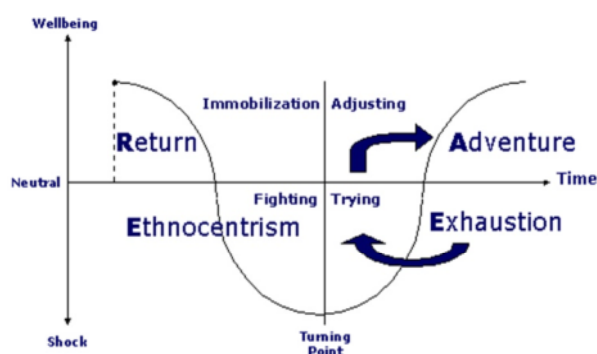 Wellbeing
Immobilization Adjusting
Return
Adventure
Neutral
Time
Fighting Trying
Ethnocentrism
Exhaustion
Shock
Turning
Point